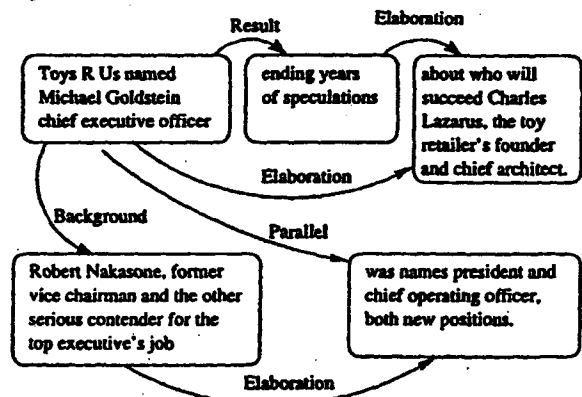 Result
Elaboration
Toys R Us named
Michael Goldstein
chief executive officer
ending years
of speculations
about who will
succeed Charles
Lazarus, the toy
retailer's founder
and chief architect.
Elaboration
Background
Parallel
Robert Nakasone, former
vice chairman and the other
serious contender for the
top executive's job
was names president and
chief operating officer,
both new positions.
Elaboration